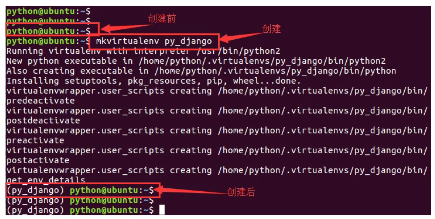 python@ubuntu:~$
python@ubuntu:~$ 创建前
python@ubuntu:~$ 创建
python@ubuntu:~$ mkvirtualenv py_django
Running virtualenv with interpreter /usr/bin/python2
New python executable in /home/python/.virtualenvs/py_django/bin/python2
Also creating executable in /home/python/.virtualenvs/py_django/bin/python
Installing setuptools, pkg_resources, pip, wheel...done.
virtualenvwrapper.user_scripts creating /home/python/.virtualenvs/py_django/bin/
predeactivate
virtualenvwrapper.user_scripts creating /home/python/.virtualenvs/py_django/bin/
postdeactivate
virtualenvwrapper.user_scripts creating /home/python/.virtualenvs/py_django/bin/
preactivate
virtualenvwrapper.user_scripts creating /home/python/.virtualenvs/py_django/bin/
postactivate
virtualenvwrapper.user_scripts creating /home/python/.virtualenvs/py_django/bin/
get_env_details
(py_django) python@ubuntu:~$ 创建后
(py_django) python@ubuntu:~$
(py_django) python@ubuntu:~$